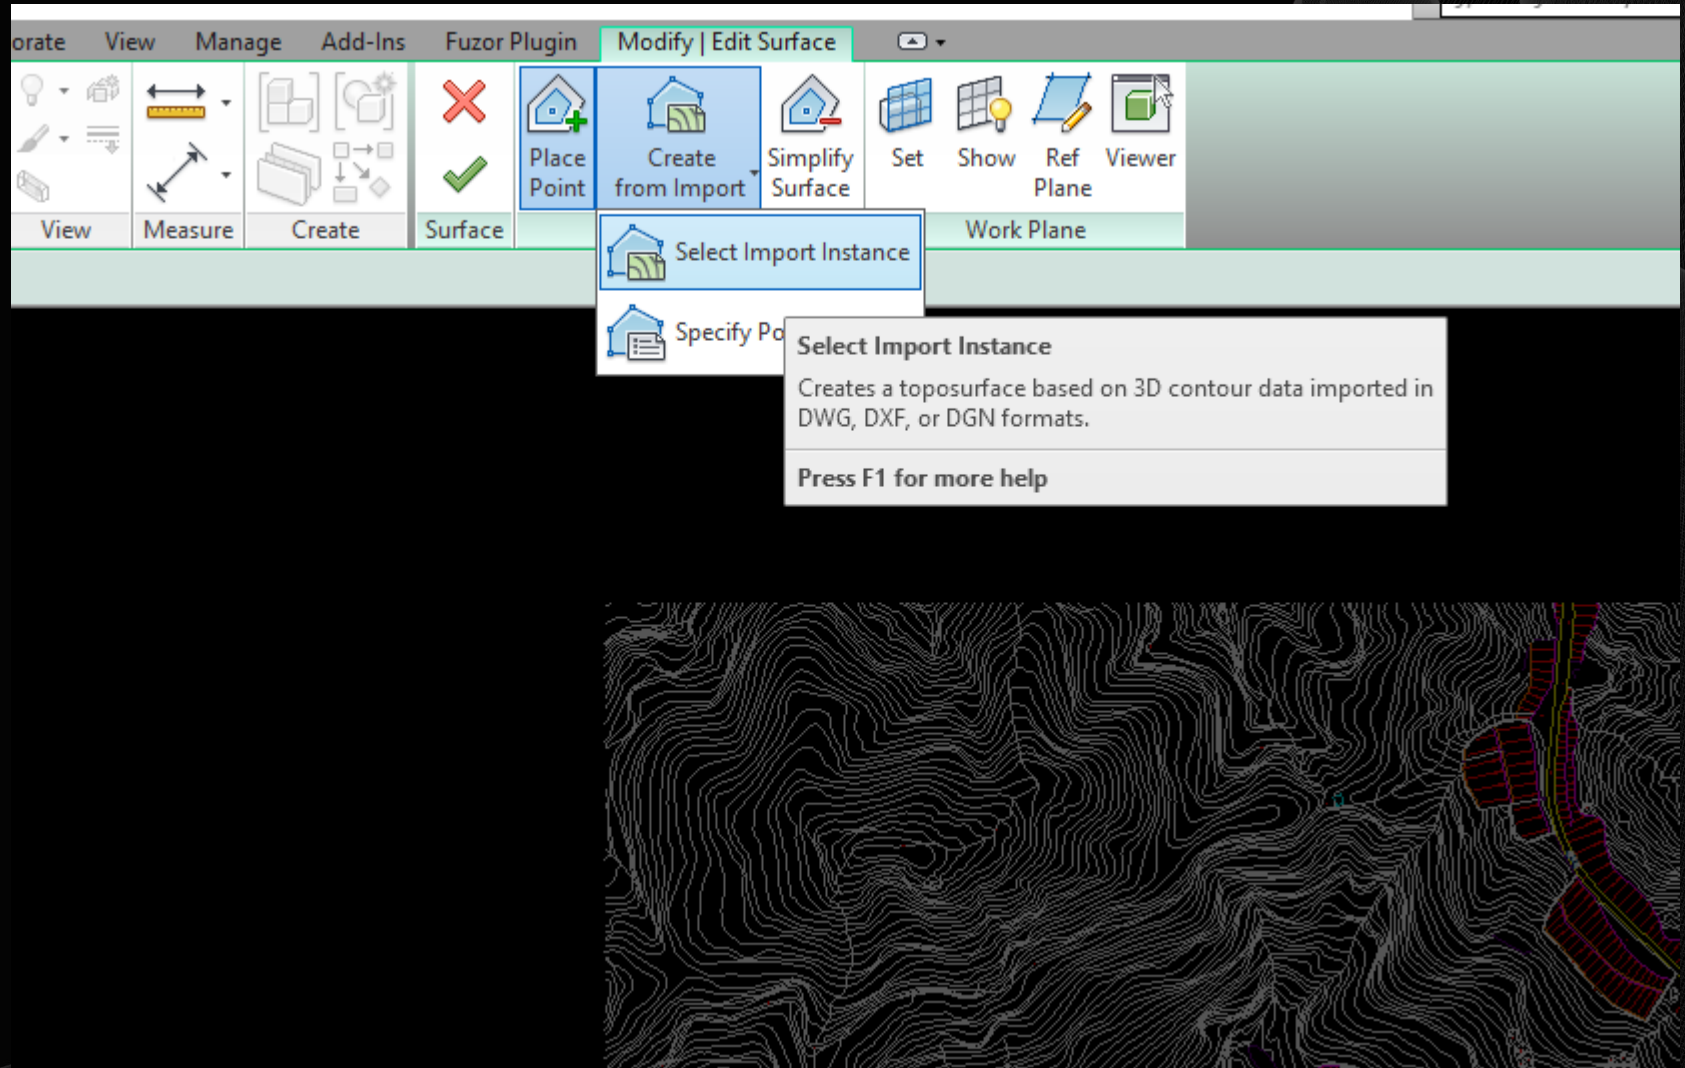 orate View Manage Add-Ins Fuzor Plugin Modify | Edit Surface
Place
Point
Create
from Import
Simplify
Surface
Set
Show
Ref
Plane
Viewer
View
Measure
Create
Surface
Work Plane
Select Import Instance
Specify Po
Select Import Instance
Creates a toposurface based on 3D contour data imported in
DWG, DXF, or DGN formats.
Press F1 for more help